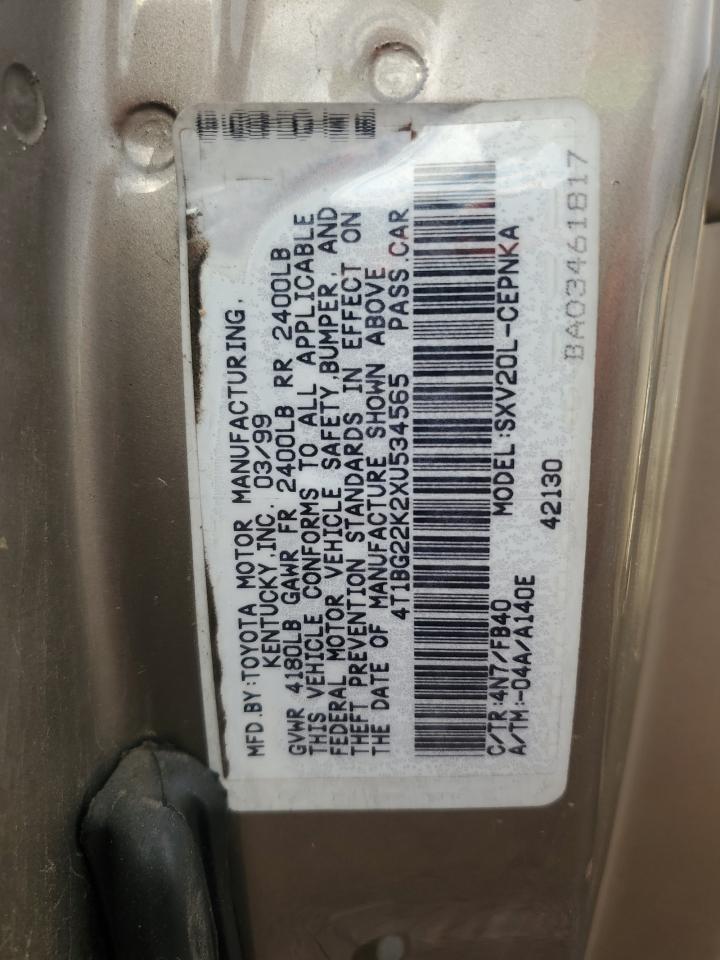 MFD.BY:TOYOTA MOTOR MANUFACTURING,
KENTUCKY,INC. 03/99
GVWR 4180LB GAWR FR 2400LB RR 2400LB
THIS VEHICLE CONFORMS TO ALL APPLICABLE
FEDERAL MOTOR VEHICLE SAFETY,BUMPER, AND
THEFT PREVENTION STANDARDS IN EFFECT ON
THE DATE OF MANUFACTURE SHOWN ABOVE
4T1BG22K2XU534565 PASS.CAR
C/TR:4N7/FB40 MODEL:SXV20L-CEPNKA
A/TM:-04A/A140E 42130
BA03461817